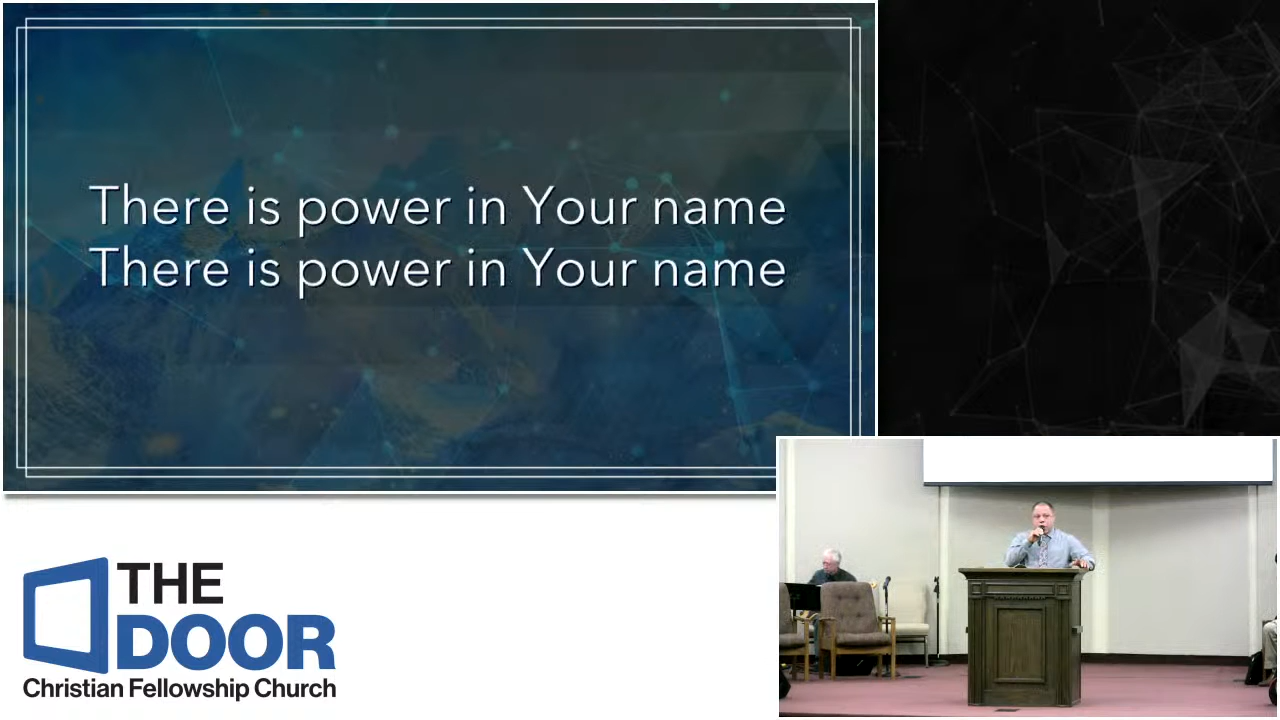 There is power in Your name
There is power in Your name
THE
DOOR
Christian Fellowship Church